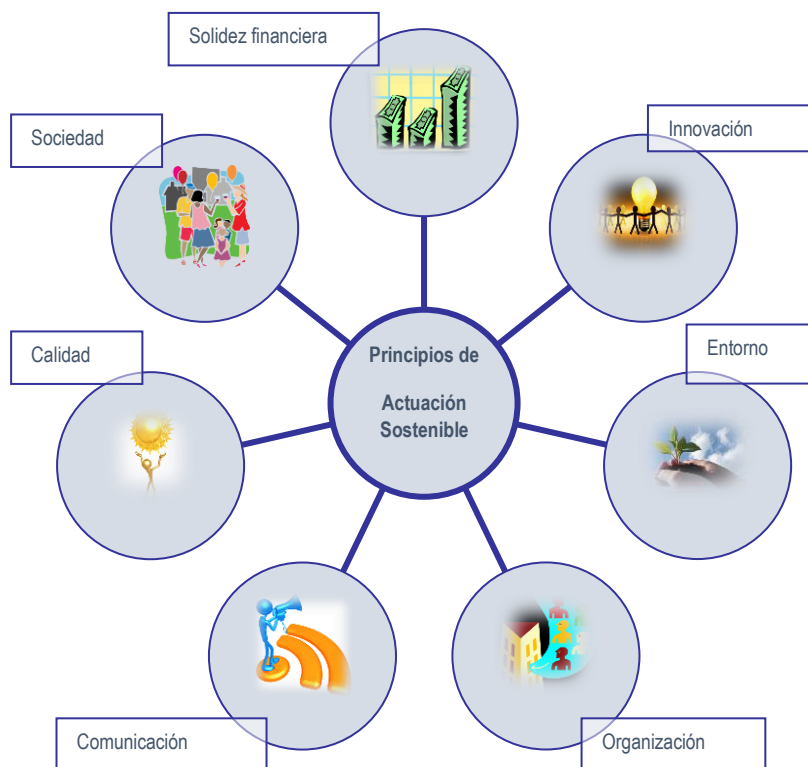 Solidez financiera
Sociedad
Innovación
Calidad
Entorno
Principios de
Actuación
Sostenible
Comunicación
Organización